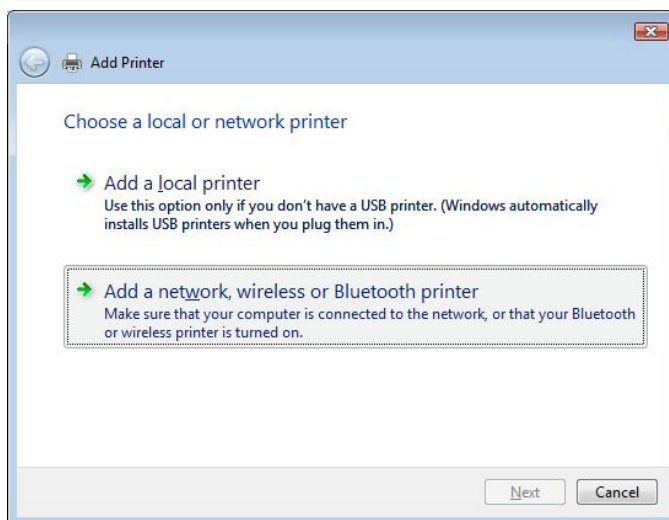 Add Printer
Choose a local or network printer
Add a local printer
Use this option only if you don't have a USB printer. (Windows automatically
installs USB printers when you plug them in.)
Add a network, wireless or Bluetooth printer
Make sure that your computer is connected to the network, or that your Bluetooth
or wireless printer is turned on.
Next Cancel